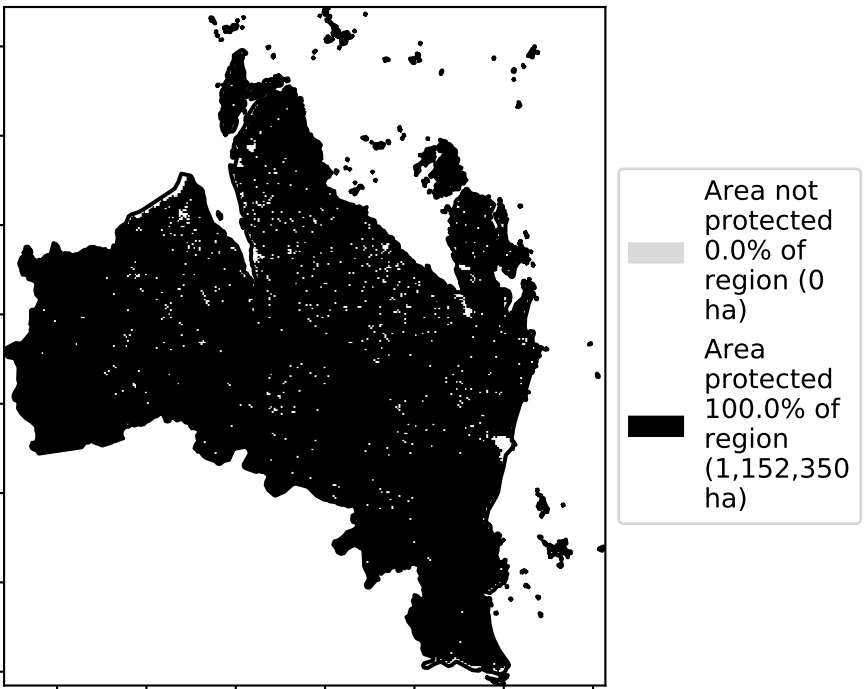 Area not
protected
0.0% of
region (0
ha)
Area
protected
100.0% of
region
(1,152,350
ha)